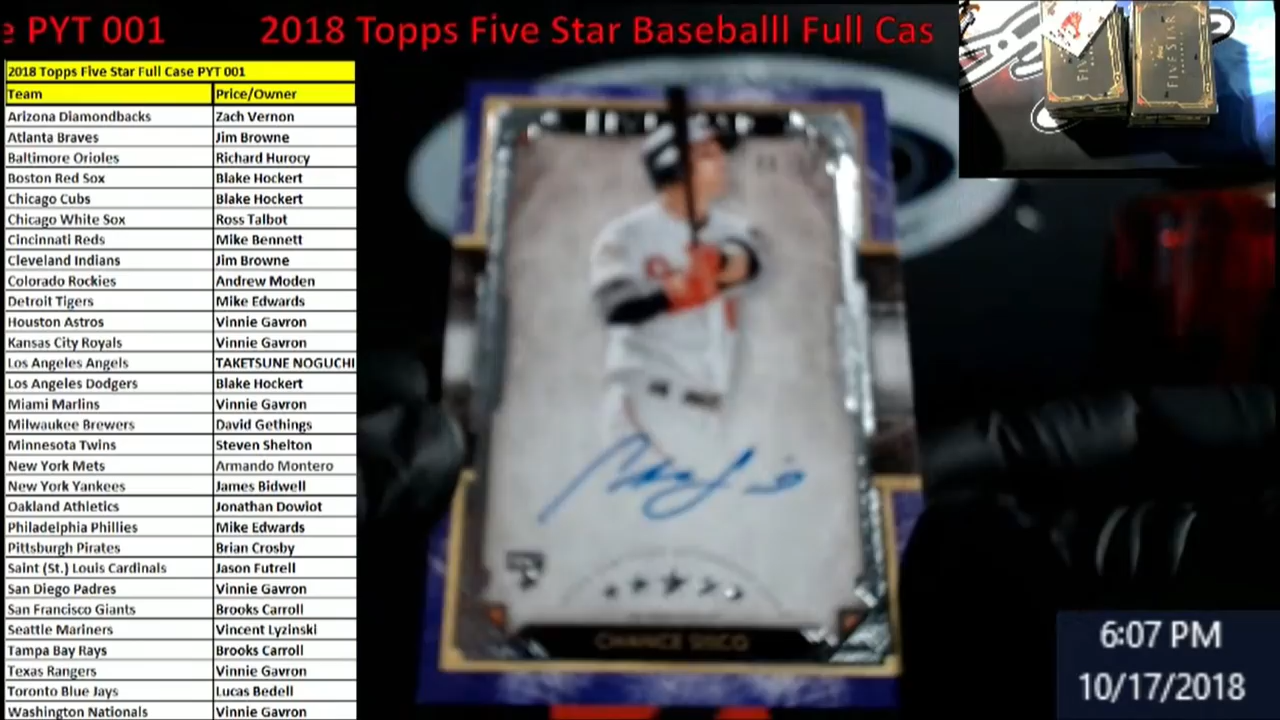 e PYT 001 2018 Topps Five Star Baseballl Full Cas
2018 Topps Five Star Full Case PYT 001
Team Price/Owner
Arizona Diamondbacks Zach Vernon
Atlanta Braves Jim Browne
Baltimore Orioles Richard Hurocy
Boston Red Sox Blake Hockert
Chicago Cubs Blake Hockert
Chicago White Sox Ross Talbot
Cincinnati Reds Mike Bennett
Cleveland Indians Jim Browne
Colorado Rockies Andrew Moden
Detroit Tigers Mike Edwards
Houston Astros Vinnie Gavron
Kansas City Royals Vinnie Gavron
Los Angeles Angels TAKETSUNE NOGUCHI
Los Angeles Dodgers Blake Hockert
Miami Marlins Vinnie Gavron
Milwaukee Brewers David Gethings
Minnesota Twins Steven Shelton
New York Mets Armando Montero
New York Yankees James Bidwell
Oakland Athletics Jonathan Dowiot
Philadelphia Phillies Mike Edwards
Pittsburgh Pirates Brian Crosby
Saint (St.) Louis Cardinals Jason Futrell
San Diego Padres Vinnie Gavron
San Francisco Giants Brooks Carroll
Seattle Mariners Vincent Lyzinski
Tampa Bay Rays Brooks Carroll
Texas Rangers Vinnie Gavron
Toronto Blue Jays Lucas Bedell
Washington Nationals Vinnie Gavron
CHANCE SISCO
FIVE STAR
FIVE STAR
6:07 PM
10/17/2018